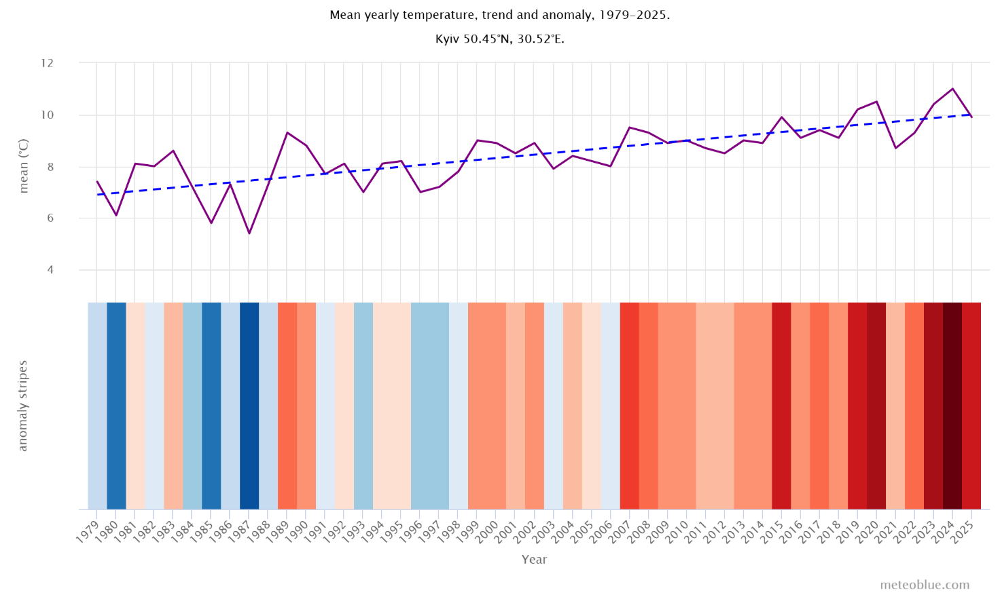 Mean yearly temperature, trend and anomaly, 1979–2025.
Kyiv 50.45°N, 30.52°E.
12
10
8
6
4
mean (°C)
anomaly stripes
1979 1980 1981 1982 1983 1984 1985 1986 1987 1988 1989 1990 1991 1992 1993 1994 1995 1996 1997 1998 1999 2000 2001 2002 2003 2004 2005 2006 2007 2008 2009 2010 2011 2012 2013 2014 2015 2016 2017 2018 2019 2020 2021 2022 2023 2024 2025
Year
meteoblue.com